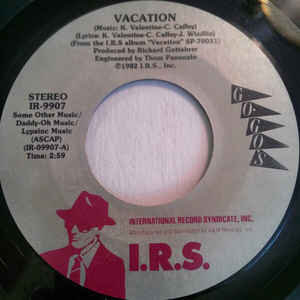 VACATION
(Music: K. Valentine-C. Caffey)
(Lyrics: K. Valentine-C. Caffey-J. Wiedlin)
(From the I.R.S album "Vacation" SP-70031)
Produced by Richard Gottehrer
Engineered by Thom Panunzio
©1982 I.R.S., Inc.
STEREO
IR-9907
Some Other Music/
Daddy-Oh Music/
Lypsinc Music
(ASCAP)
(IR-09907-A)
Time: 2:59
GO-GO'S
INTERNATIONAL RECORD SYNDICATE, INC.
I.R.S.